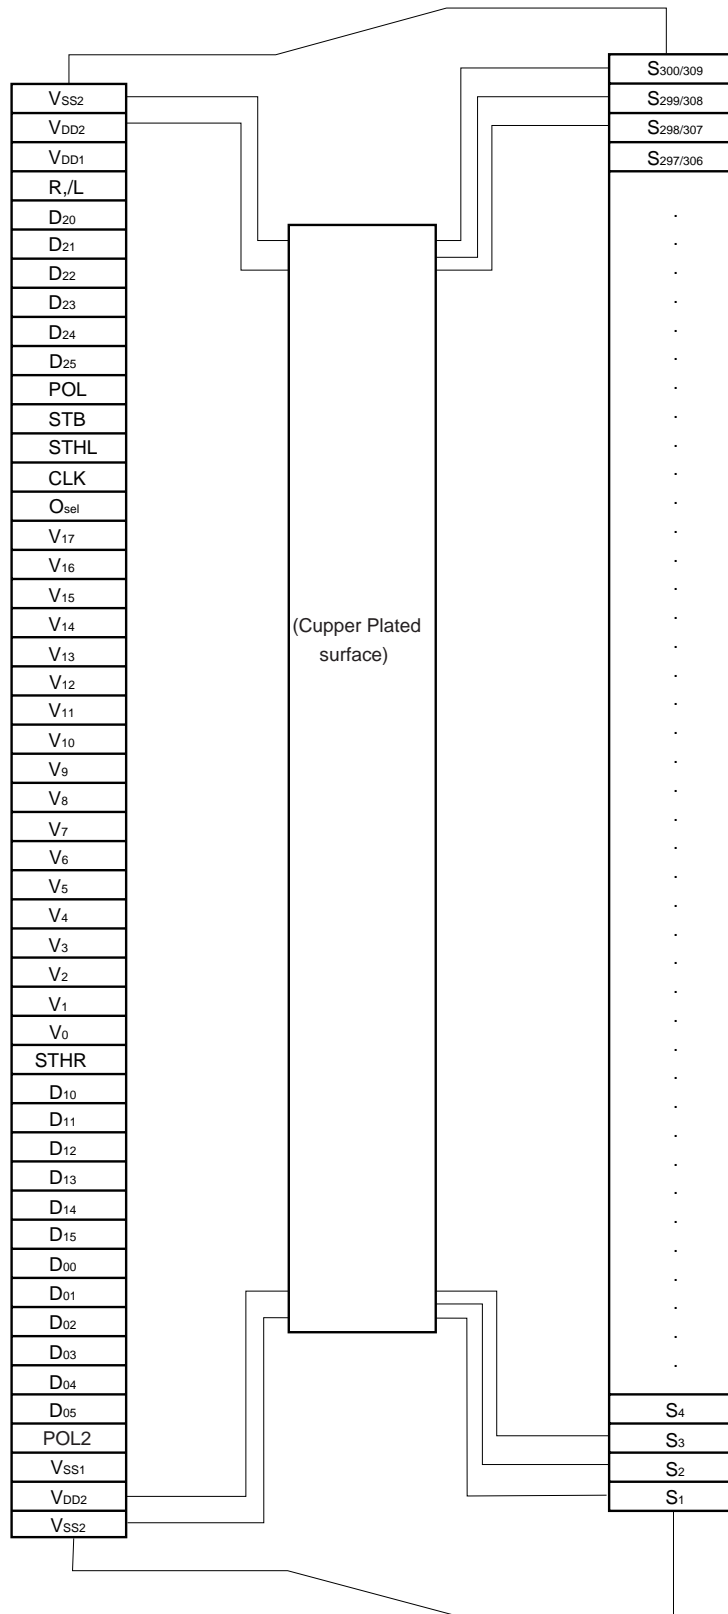 VSS2
VDD2
VDD1
R,/L
D20
D21
D22
D23
D24
D25
POL
STB
STHL
CLK
Osel
V17
V16
V15
V14
V13
V12
V11
V10
V9
V8
V7
V6
V5
V4
V3
V2
V1
V0
STHR
D10
D11
D12
D13
D14
D15
D00
D01
D02
D03
D04
D05
POL2
VSS1
VDD2
VSS2
(Cupper Plated
surface)
S300/309
S299/308
S298/307
S297/306
S4
S3
S2
S1